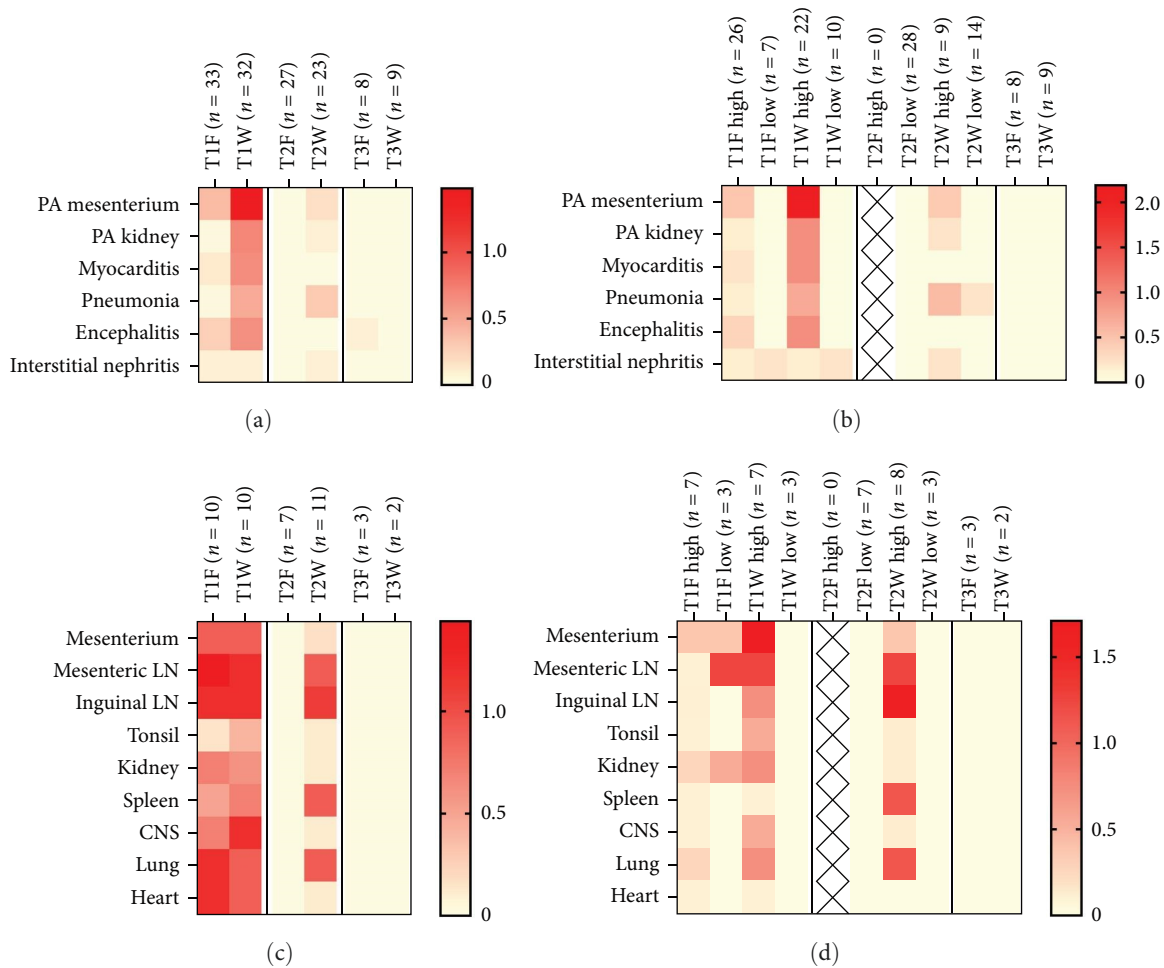 T1F (n = 33)
T1W (n = 32)
T2F (n = 27)
T2W (n = 23)
T3F (n = 8)
T3W (n = 9)
PA mesenterium
PA kidney
Myocarditis
Pneumonia
Encephalitis
Interstitial nephritis
1.0
0.5
0
(a)
T1F high (n = 26)
T1F low (n = 7)
T1W high (n = 22)
T1W low (n = 10)
T2F high (n = 0)
T2F low (n = 28)
T2W high (n = 9)
T2W low (n = 14)
T3F (n = 8)
T3W (n = 9)
PA mesenterium
PA kidney
Myocarditis
Pneumonia
Encephalitis
Interstitial nephritis
2.0
1.5
1.0
0.5
0
(b)
T1F (n = 10)
T1W (n = 10)
T2F (n = 7)
T2W (n = 11)
T3F (n = 3)
T3W (n = 2)
Mesenterium
Mesenteric LN
Inguinal LN
Tonsil
Kidney
Spleen
CNS
Lung
Heart
1.0
0.5
0
(c)
T1F high (n = 7)
T1F low (n = 3)
T1W high (n = 7)
T1W low (n = 3)
T2F high (n = 0)
T2F low (n = 7)
T2W high (n = 8)
T2W low (n = 3)
T3F (n = 3)
T3W (n = 2)
Mesenterium
Mesenteric LN
Inguinal LN
Tonsil
Kidney
Spleen
CNS
Lung
Heart
1.5
1.0
0.5
0
(d)